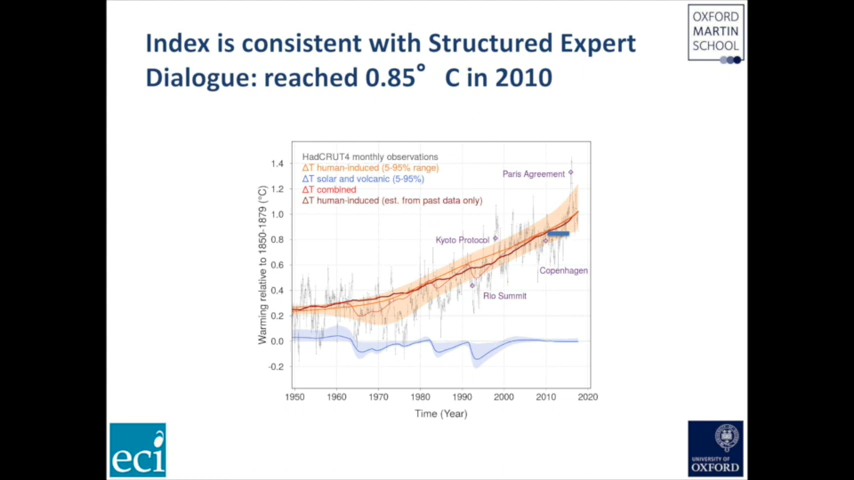 Index is consistent with Structured Expert
Dialogue: reached 0.85° C in 2010
OXFORD
MARTIN
SCHOOL
HadCRUT4 monthly observations
ΔT human-induced (5-95% range)
ΔT solar and volcanic (5-95%)
ΔT combined
ΔT human-induced (est. from past data only)
Paris Agreement
Kyoto Protocol
Copenhagen
Rio Summit
Warming relative to 1850-1879 (°C)
1.4
1.2
1.0
0.8
0.6
0.4
0.2
0.0
-0.2
1950 1960 1970 1980 1990 2000 2010 2020
Time (Year)
eci
UNIVERSITY OF
OXFORD